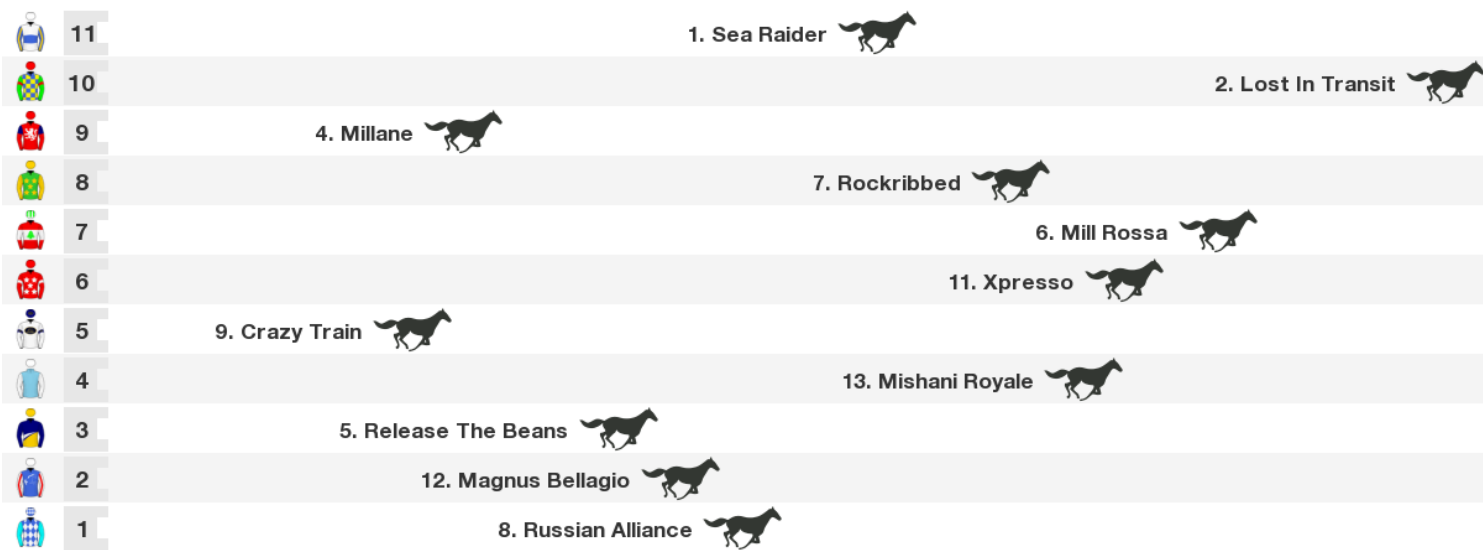 11 1. Sea Raider
10 2. Lost In Transit
9 4. Millane
8 7. Rockribbed
7 6. Mill Rossa
6 11. Xpresso
5 9. Crazy Train
4 13. Mishani Royale
3 5. Release The Beans
2 12. Magnus Bellagio
1 8. Russian Alliance